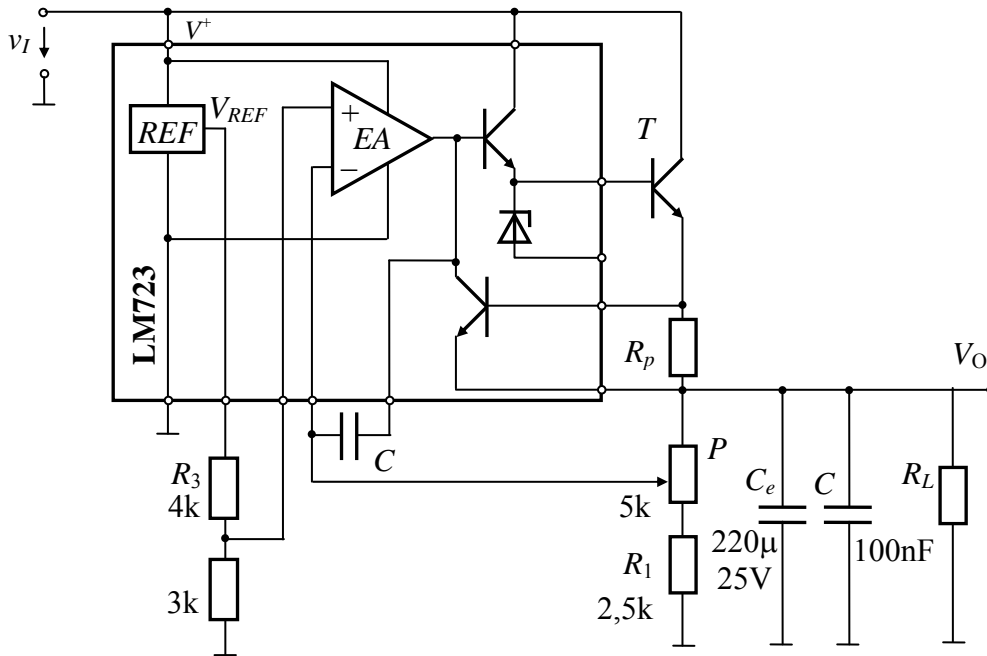 V⁺
v_I
V_REF
REF
+
EA
−
T
LM723
R_p
V_O
C
P
R_3
4k
5k
C_e
C
R_L
220µ
25V
100nF
R_1
2,5k
3k